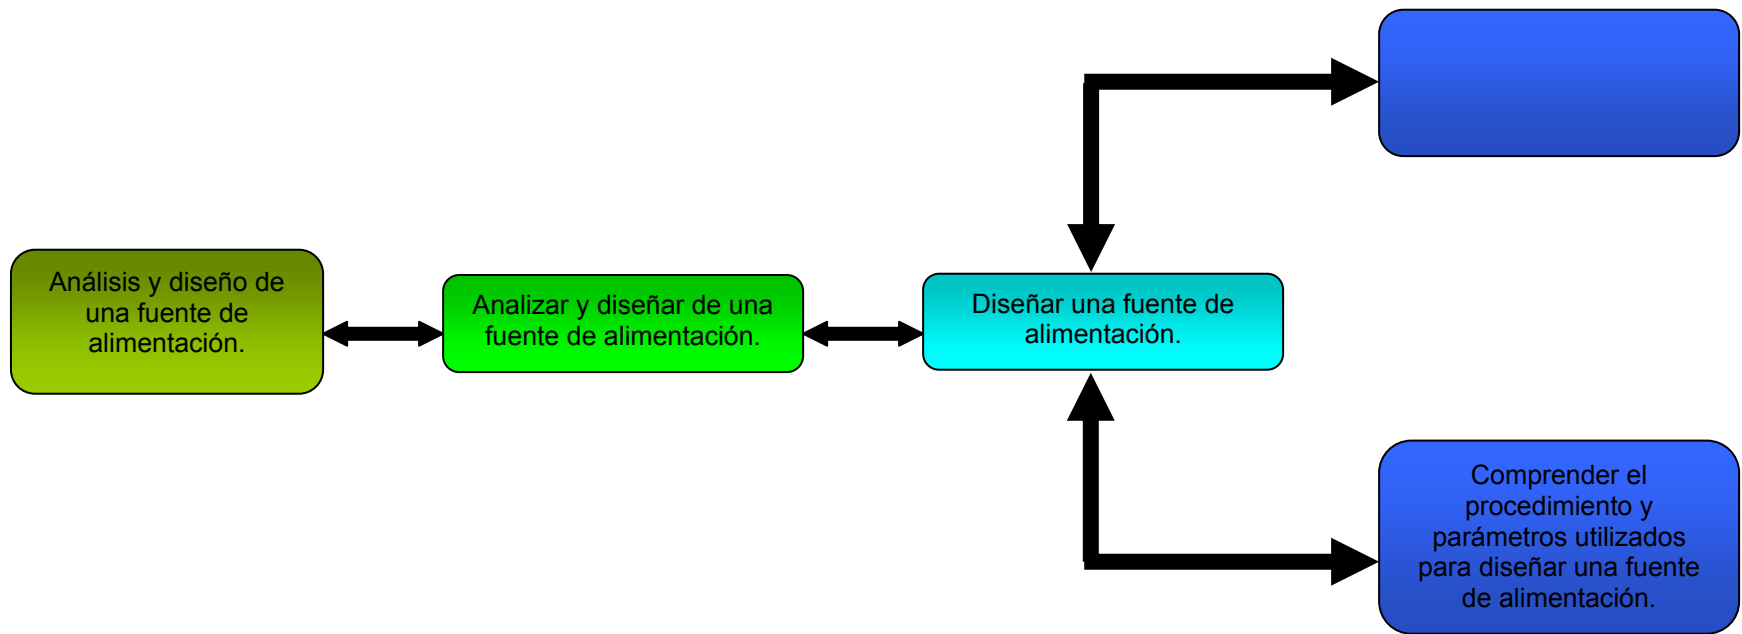 Análisis y diseño de
una fuente de
alimentación.
Analizar y diseñar de una
fuente de alimentación.
Diseñar una fuente de
alimentación.
Comprender el
procedimiento y
parámetros utilizados
para diseñar una fuente
de alimentación.